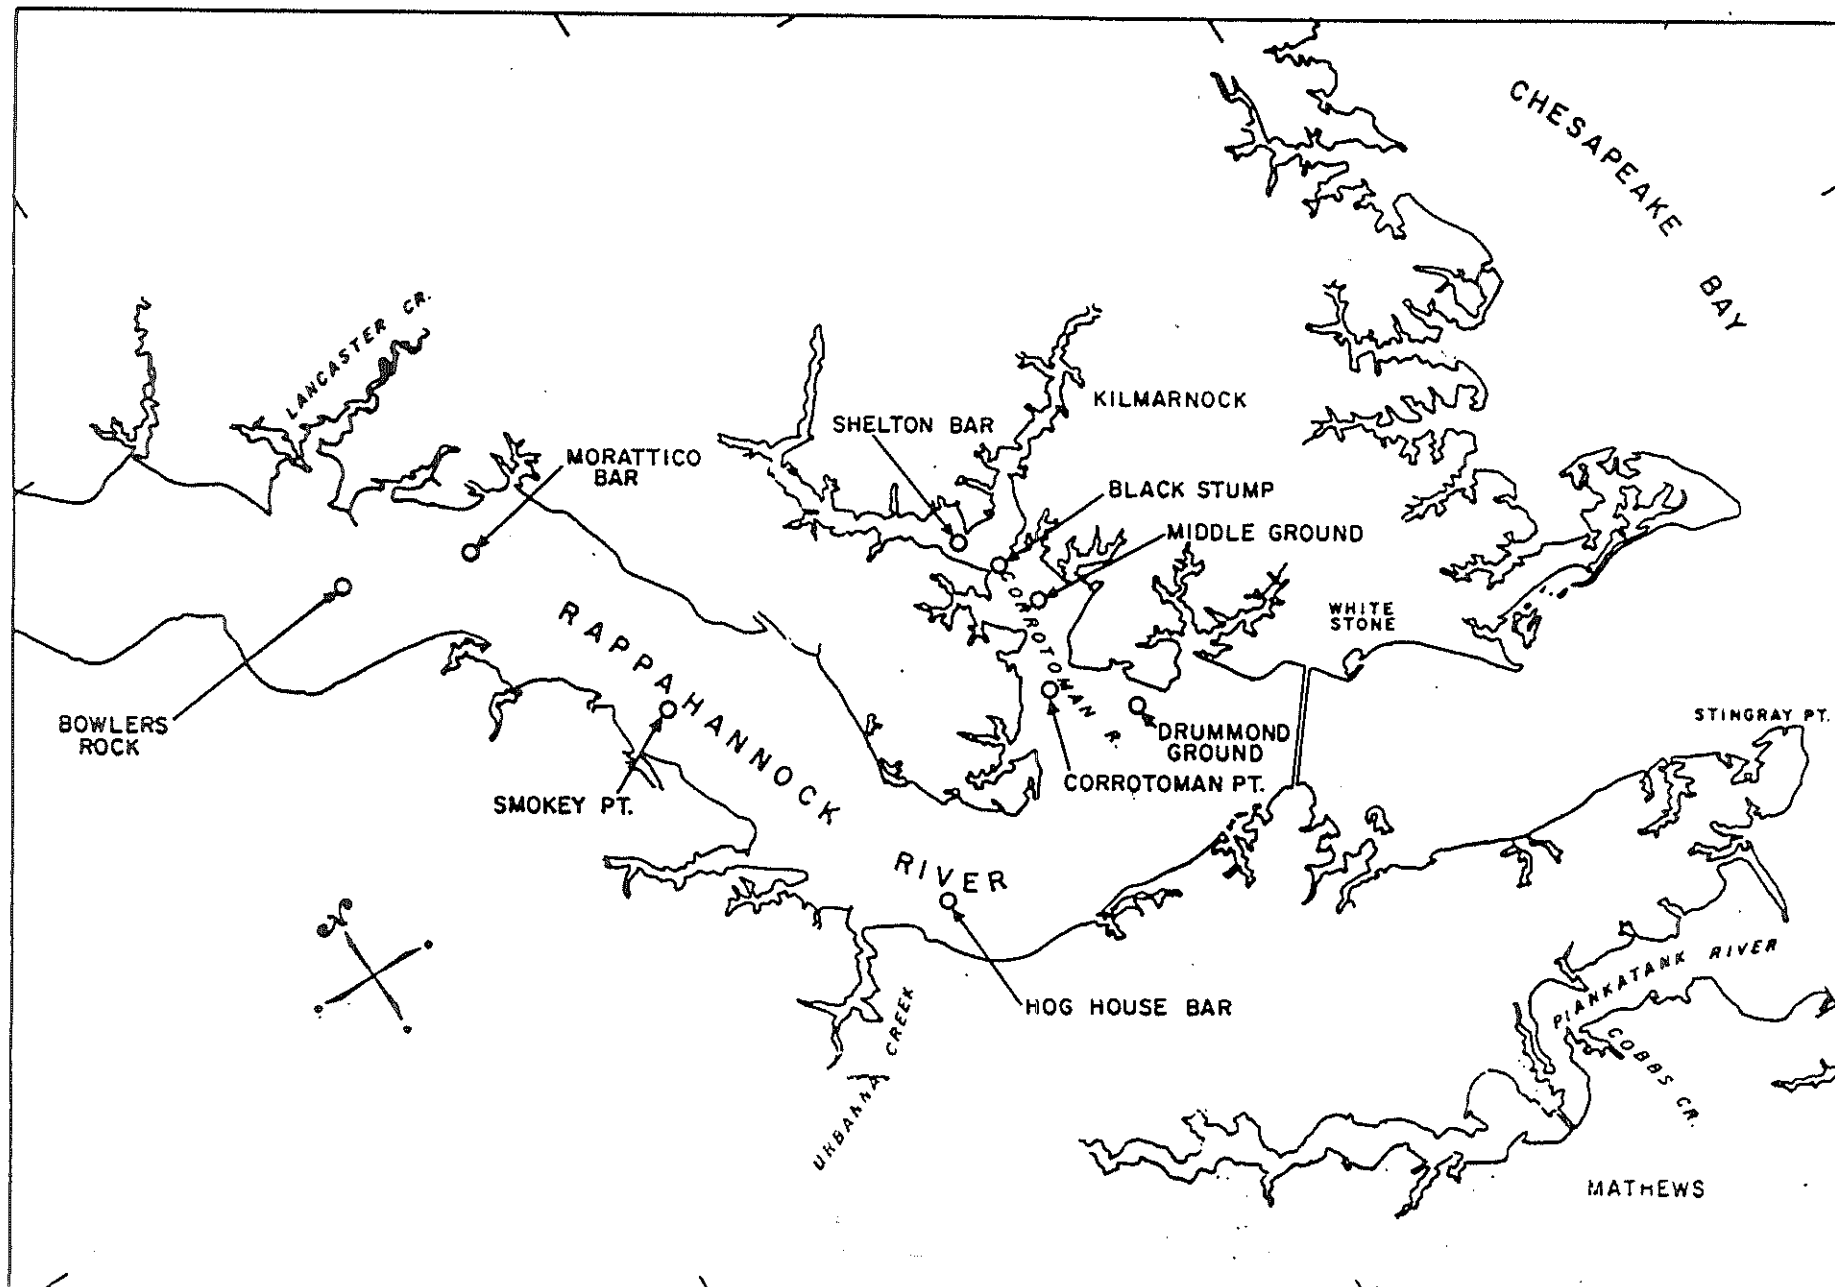 CHESAPEAKE
BAY
LANCASTER CR.
KILMARNOCK
SHELTON BAR
MORATTICO
BAR
BLACK STUMP
MIDDLE GROUND
CORROTOMAN R.
WHITE
STONE
RAPPAHANNOCK
RIVER
BOWLERS
ROCK
SMOKEY PT.
STINGRAY PT.
DRUMMOND
GROUND
CORROTOMAN PT.
N
HOG HOUSE BAR
URBANNA CREEK
PIANKATANK RIVER
COBBS CR.
MATHEWS